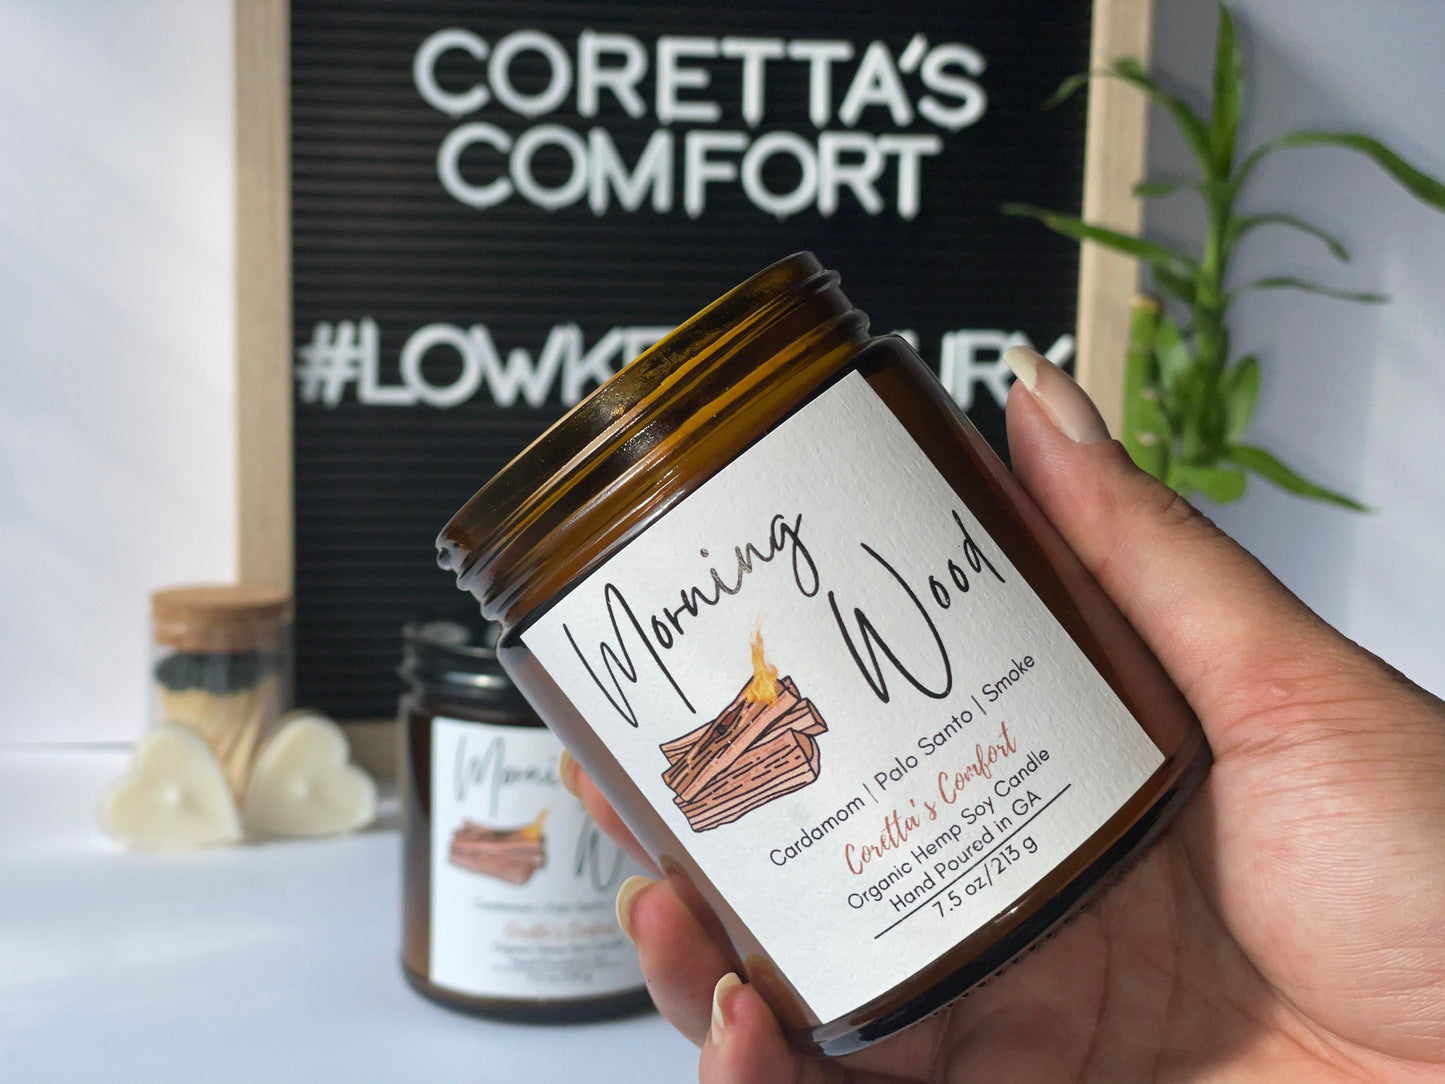 CORETTA'S
COMFORT
Morning
Wood
Cardamom | Palo Santo | Smoke
Coretta's Comfort
Organic Hemp Soy Candle
Hand Poured in GA
7.5 oz/213 g